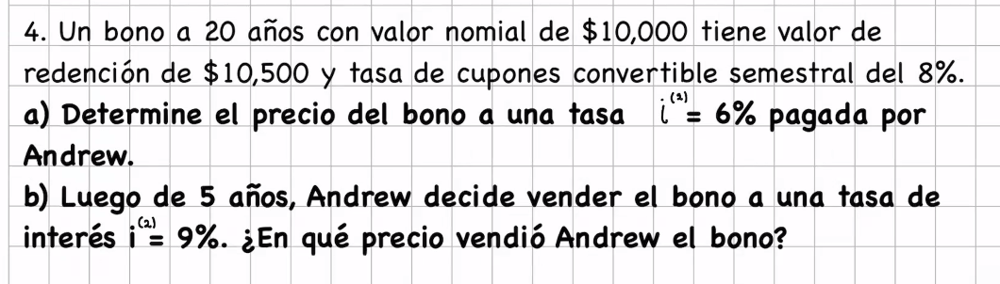 4. Un bono a 20 años con valor nomial de $10,000 tiene valor de
redención de $10,500 y tasa de cupones convertible semestral del 8%.
a) Determine el precio del bono a una tasa i⁽²⁾= 6% pagada por
Andrew.
b) Luego de 5 años, Andrew decide vender el bono a una tasa de
interés i⁽²⁾= 9%. ¿En qué precio vendió Andrew el bono?